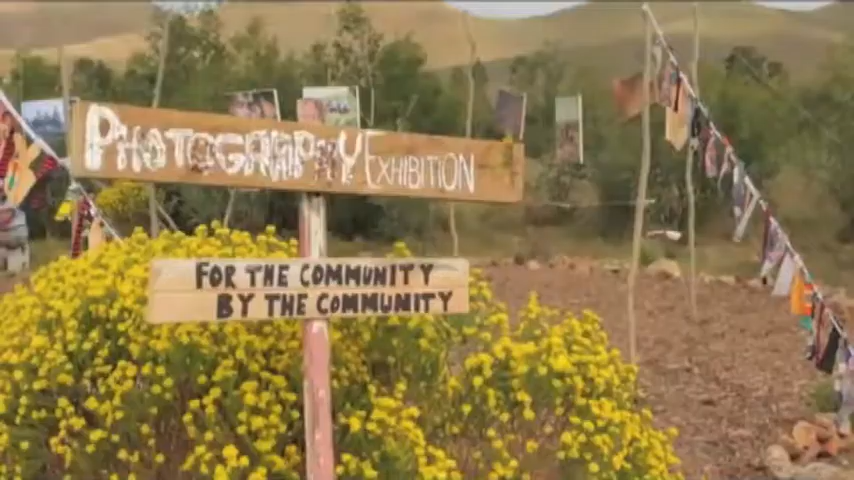 PHOTOGRAPHY EXHIBITION
FOR THE COMMUNITY
BY THE COMMUNITY